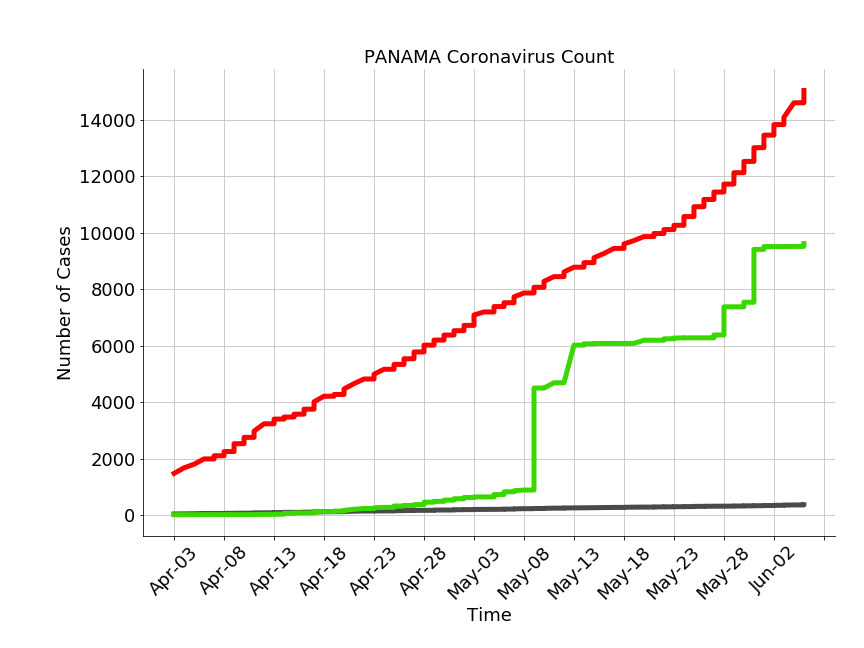 PANAMA Coronavirus Count
Number of Cases
14000
12000
10000
8000
6000
4000
2000
0
Apr-03
Apr-08
Apr-13
Apr-18
Apr-23
Apr-28
May-03
May-08
May-13
May-18
May-23
May-28
Jun-02
Time